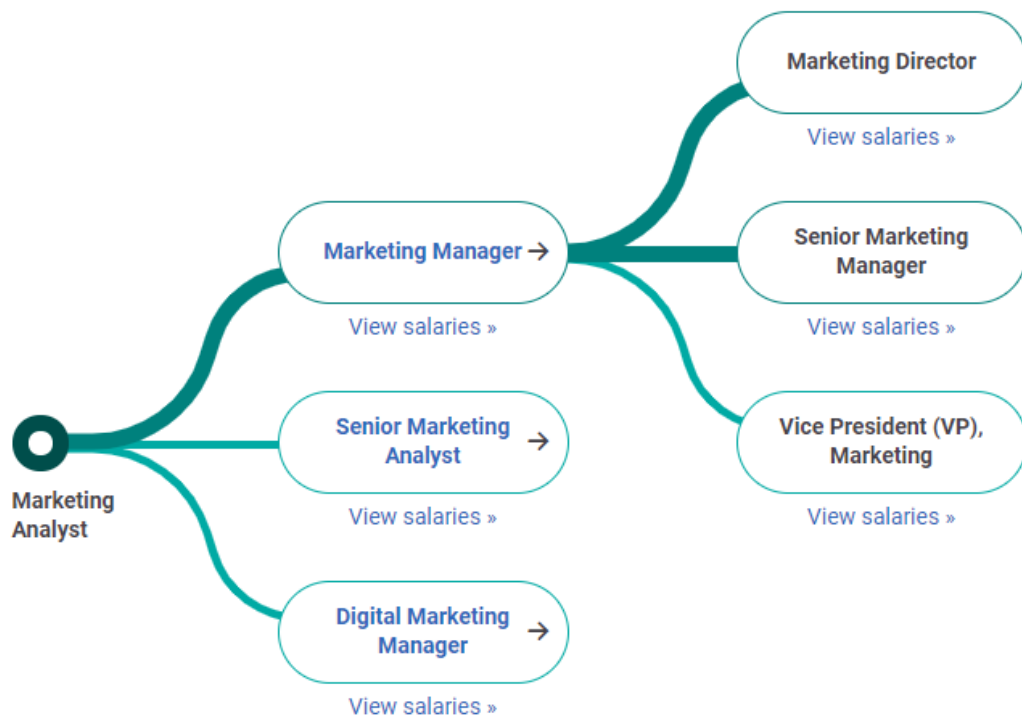 Marketing Director
View salaries »
Marketing Manager →
View salaries »
Senior Marketing
Manager
View salaries »
Marketing
Analyst
Senior Marketing
Analyst →
View salaries »
Vice President (VP),
Marketing
View salaries »
Digital Marketing
Manager →
View salaries »